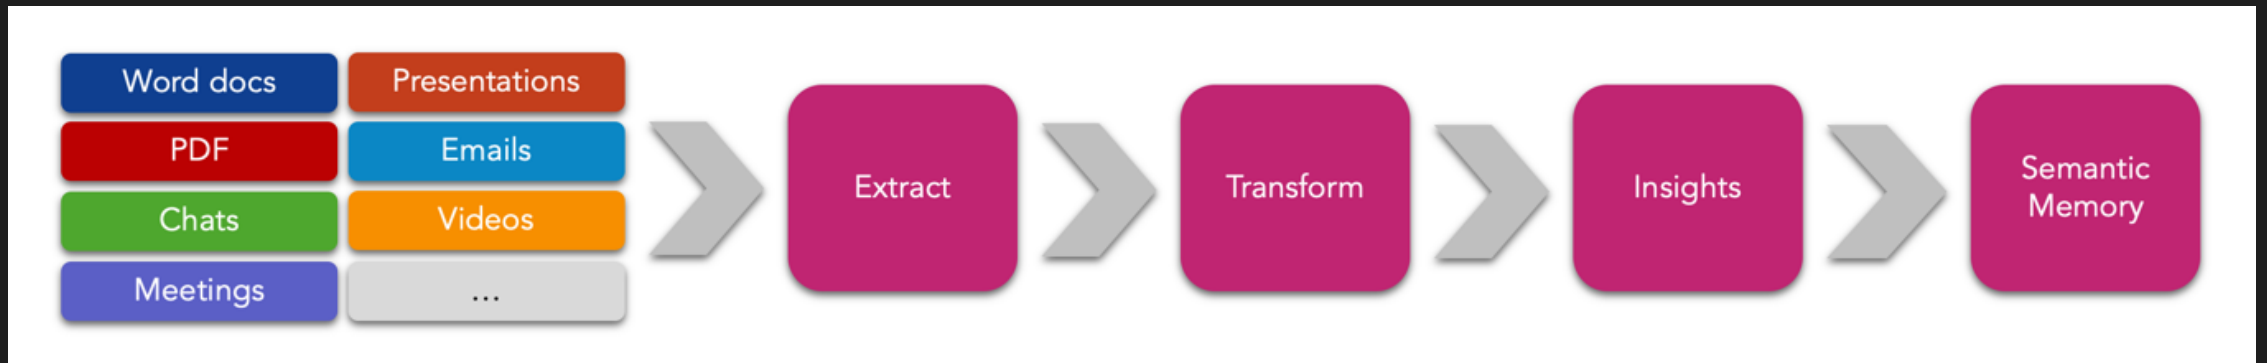 Word docs
Presentations
PDF
Emails
Chats
Videos
Meetings
...
Extract
Transform
Insights
Semantic
Memory